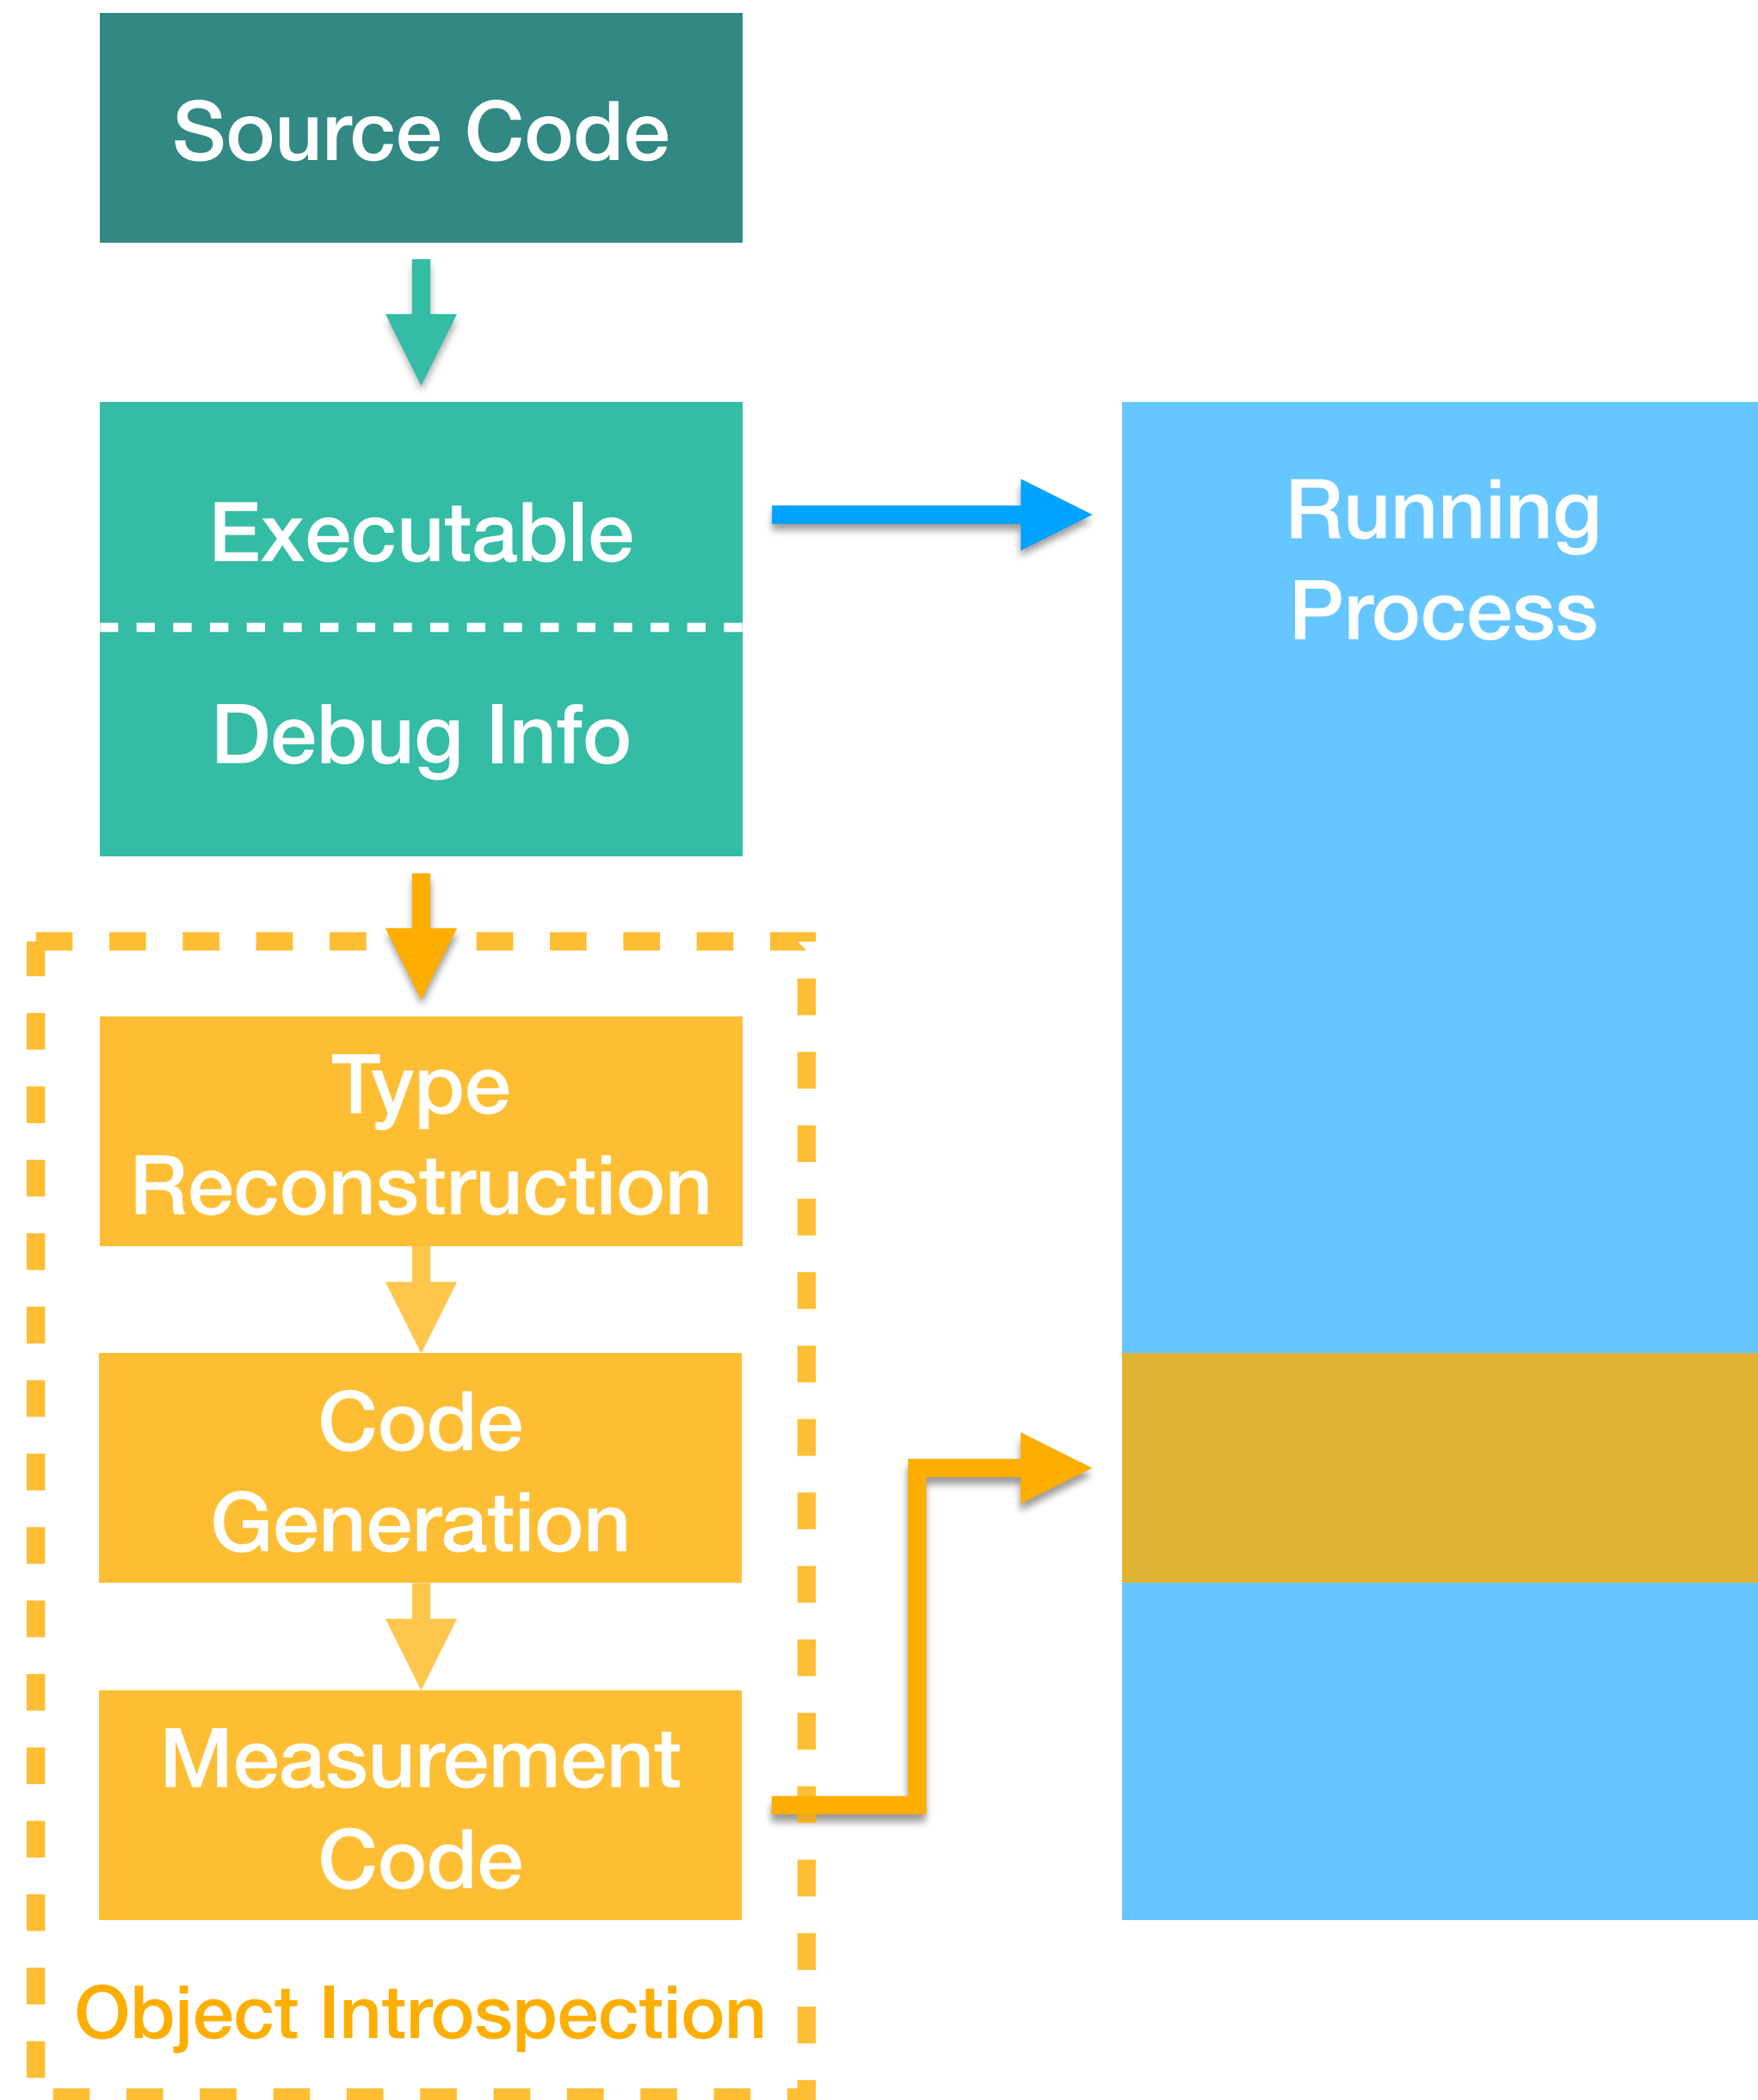 Source Code
Executable
Debug Info
Running
Process
Type
Reconstruction
Code
Generation
Measurement
Code
Object Introspection